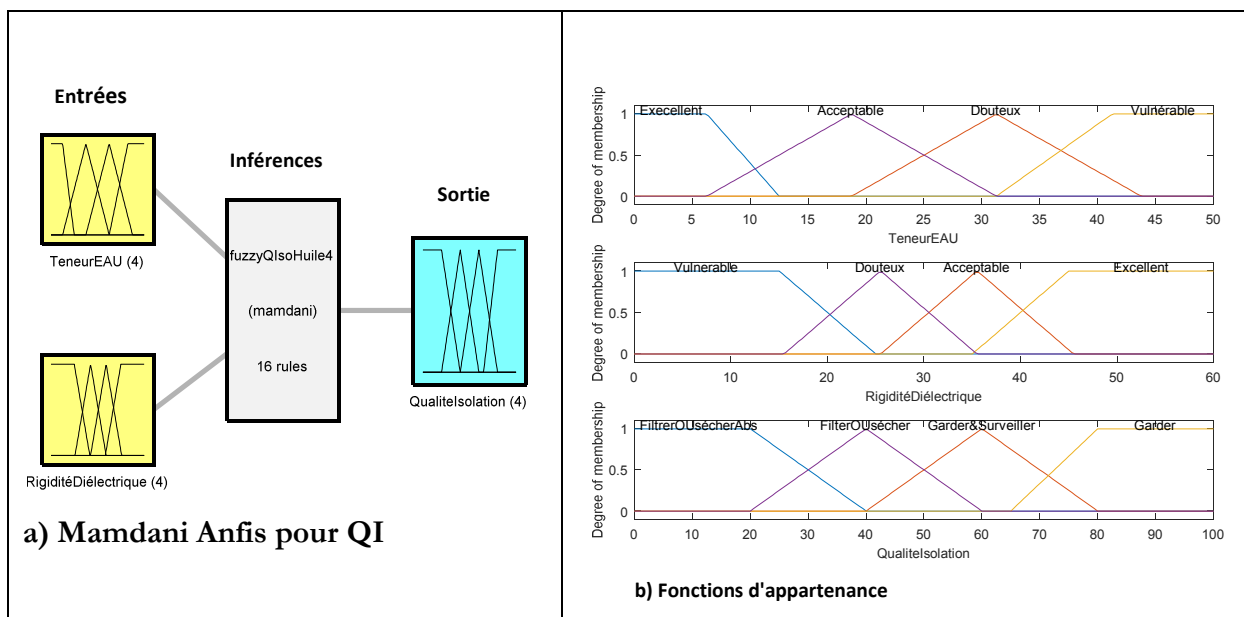 Entrées
TeneurEAU (4)
RigiditéDiélectrique (4)
Inférences
fuzzyQIsoHuile4
(mamdani)
16 rules
Sortie
QualiteIsolation (4)
a) Mamdani Anfis pour QI
Degree of membership
Execellent Acceptable Douteux Vulnérable
1
0.5
0
0 5 10 15 20 25 30 35 40 45 50
TeneurEAU
Degree of membership
Vulnerable Douteux Acceptable Excellent
1
0.5
0
0 10 20 30 40 50 60
RigiditéDiélectrique
Degree of membership
FiltrerOUsécherAbs FilterOUsécher Garder&Surveiller Garder
1
0.5
0
0 10 20 30 40 50 60 70 80 90 100
QualiteIsolation
b) Fonctions d'appartenance